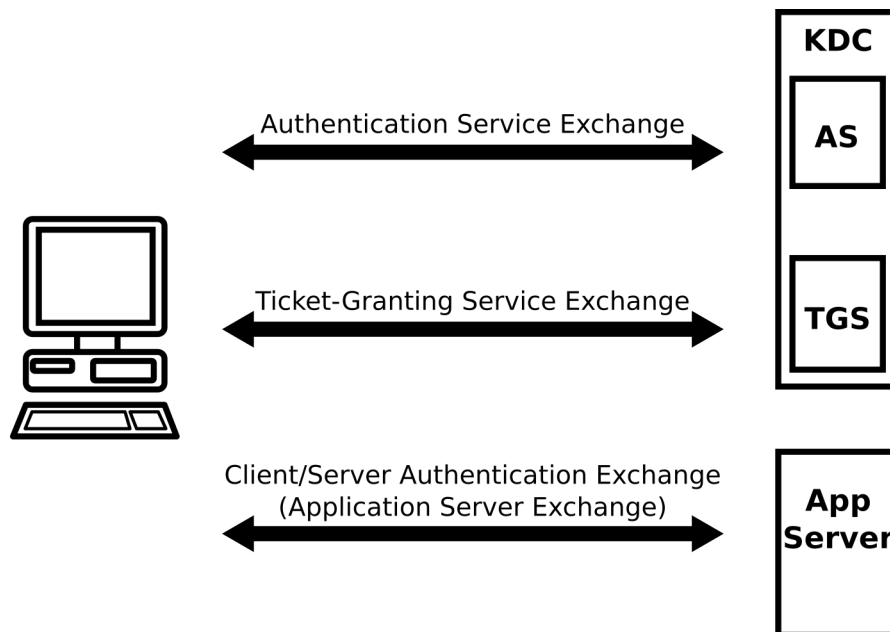 KDC
Authentication Service Exchange
AS
Ticket-Granting Service Exchange
TGS
Client/Server Authentication Exchange
(Application Server Exchange)
App
Server